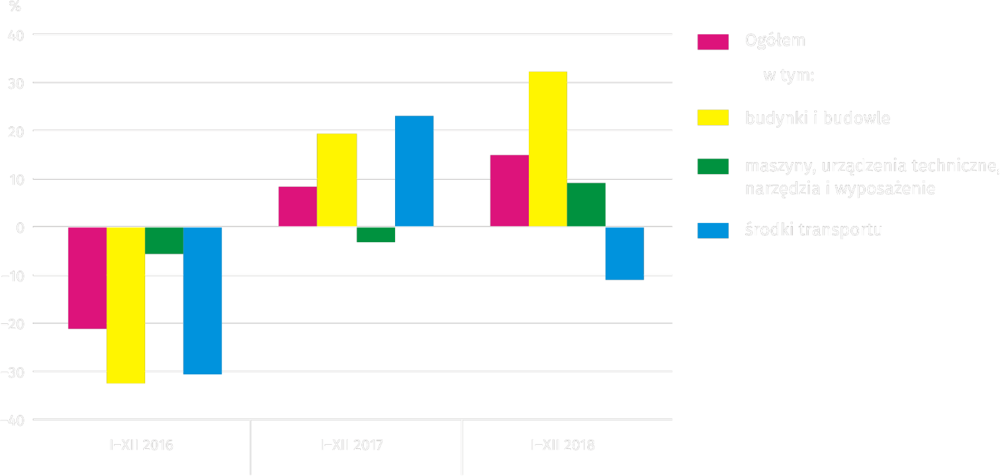 %
40
30
20
10
0
–10
–20
–30
–40
I–XII 2016
I–XII 2017
I–XII 2018
Ogółem
w tym:
budynki i budowle
maszyny, urządzenia techniczne,
narzędzia i wyposażenie
środki transportu